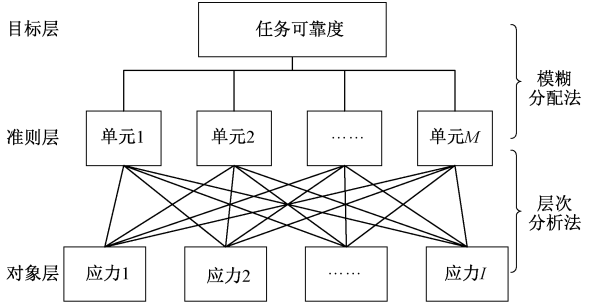 目标层
任务可靠度
模糊
分配法
准则层
单元1
单元2
……
单元M
层次
分析法
对象层
应力1
应力2
……
应力I